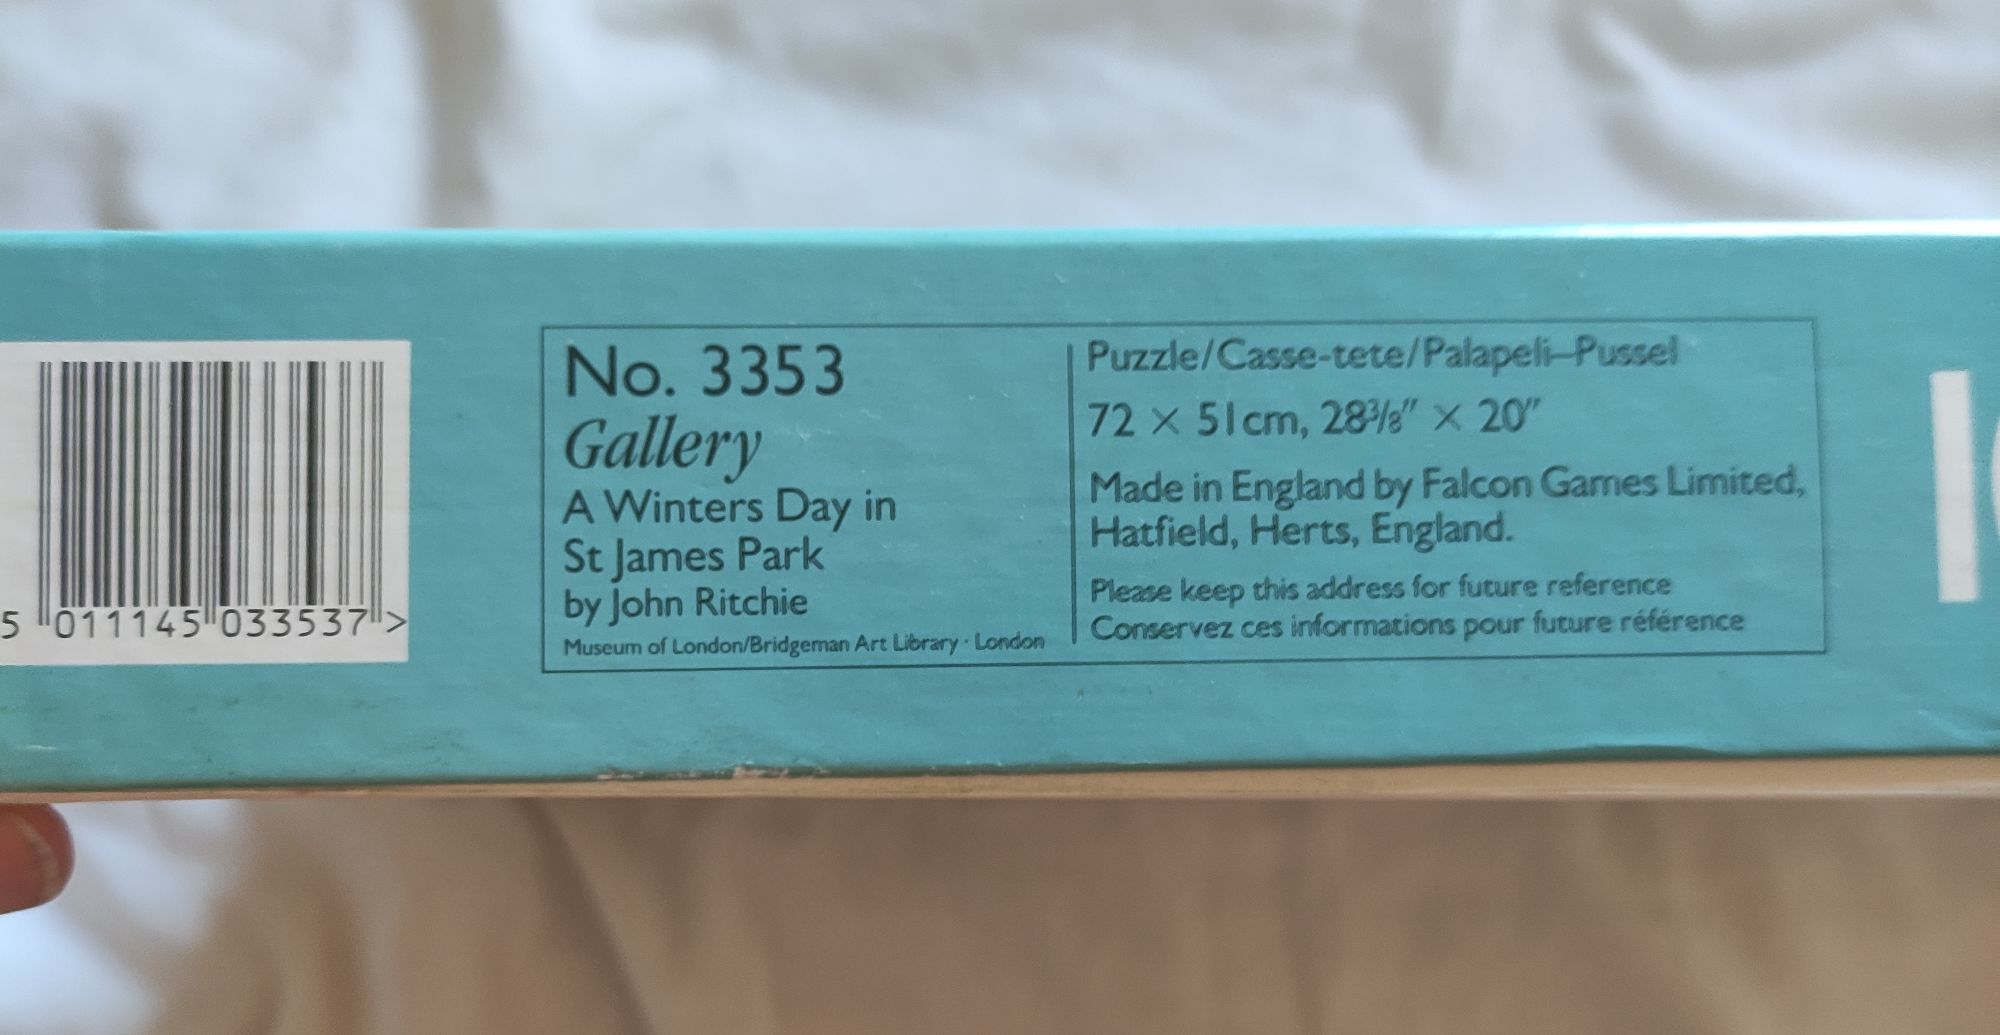 No. 3353
Gallery
A Winters Day in
St James Park
by John Ritchie
Museum of London/Bridgeman Art Library · London
Puzzle/Casse-tete/Palapeli–Pussel
72 × 51cm, 28⅜" × 20"
Made in England by Falcon Games Limited,
Hatfield, Herts, England.
Please keep this address for future reference
Conservez ces informations pour future référence
5 011145 033537 >